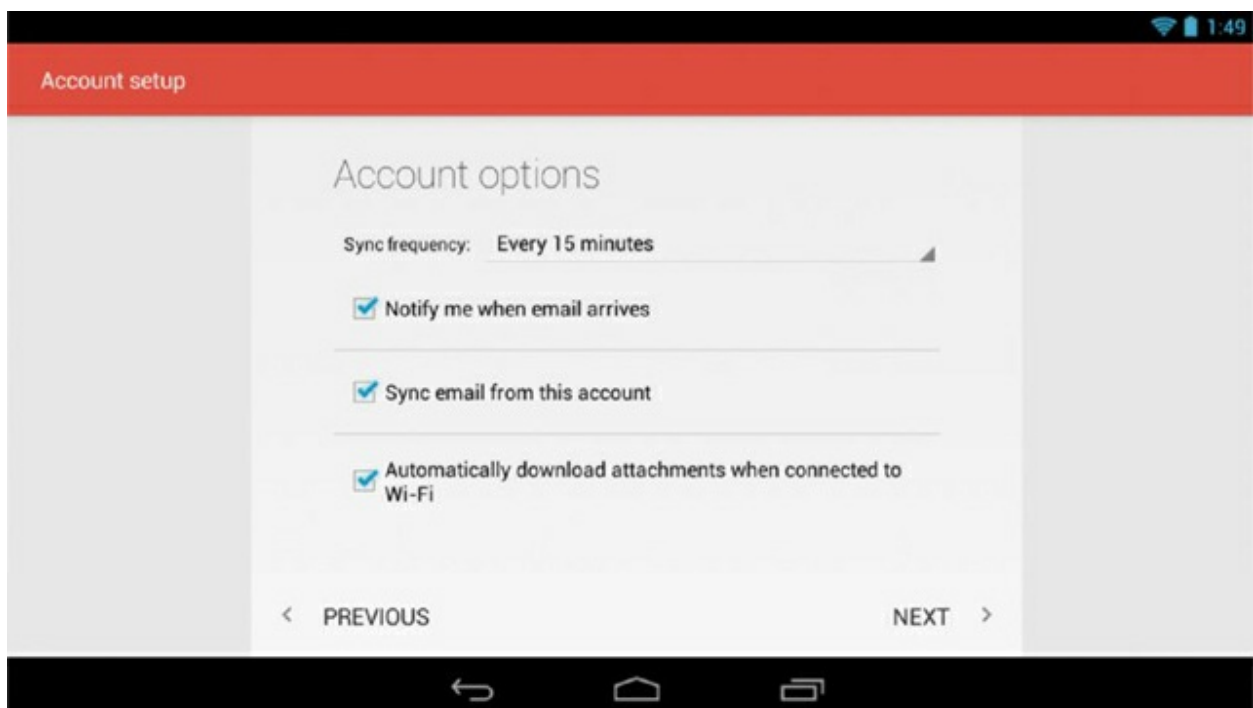 1:49
Account setup
Account options
Sync frequency: Every 15 minutes
Notify me when email arrives
Sync email from this account
Automatically download attachments when connected to
Wi-Fi
PREVIOUS NEXT